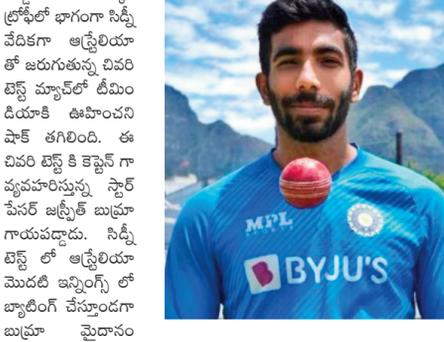 ట్రోఫీలో భాగంగా సిడ్నీ
వేదికగా ఆస్ట్రేలియా
తో జరుగుతున్న చివరి
టెస్ట్ మ్యాచ్‌లో టీమిం
డియాకి ఊహించని
షాక్ తగిలింది. ఈ
చివరి టెస్ట్ కి కెప్టెన్ గా
వ్యవహరిస్తున్న స్టార్
పేసర్ జస్ప్రీత్ బుమ్రా
గాయపడ్డాడు. సిడ్నీ
టెస్ట్ లో ఆస్ట్రేలియా
మొదటి ఇన్నింగ్స్ లో
బ్యాటింగ్ చేస్తూండగా
బుమ్రా మైదానం
MPL
BYJU'S